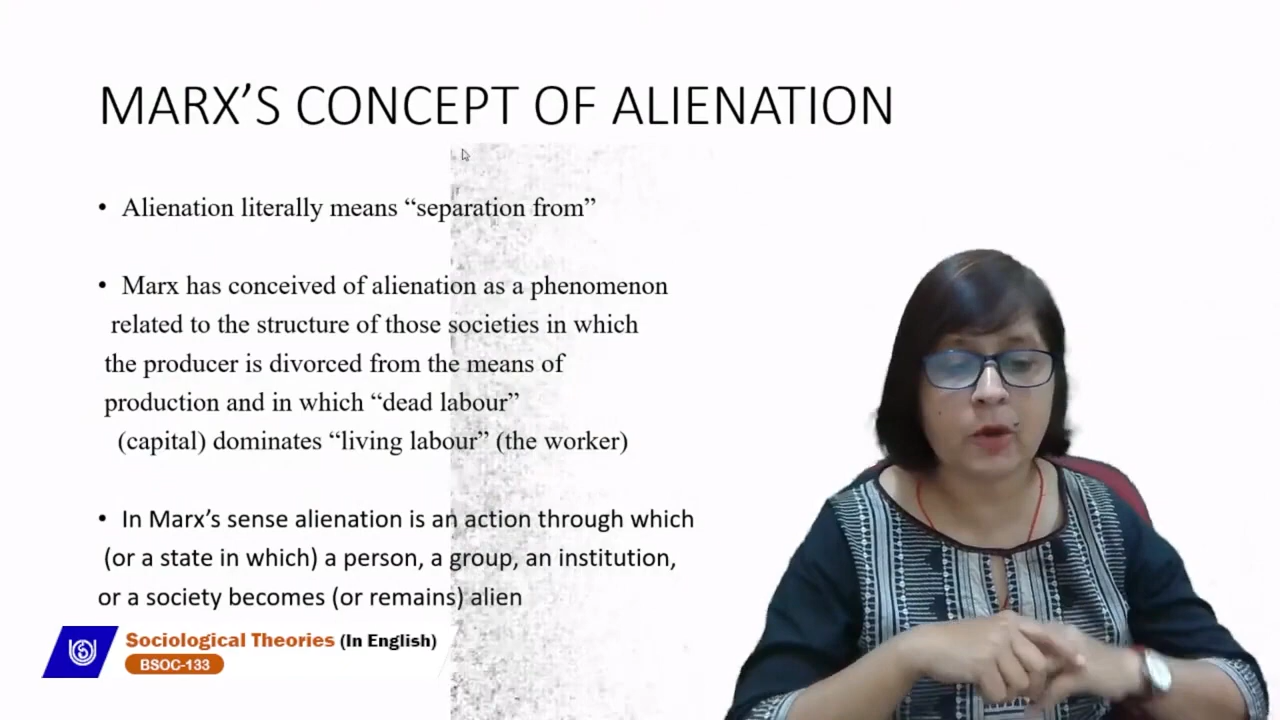 MARX’S CONCEPT OF ALIENATION
• Alienation literally means “separation from”
• Marx has conceived of alienation as a phenomenon
related to the structure of those societies in which
the producer is divorced from the means of
production and in which “dead labour”
(capital) dominates “living labour” (the worker)
• In Marx’s sense alienation is an action through which
(or a state in which) a person, a group, an institution,
or a society becomes (or remains) alien
Sociological Theories (In English)
BSOC-133